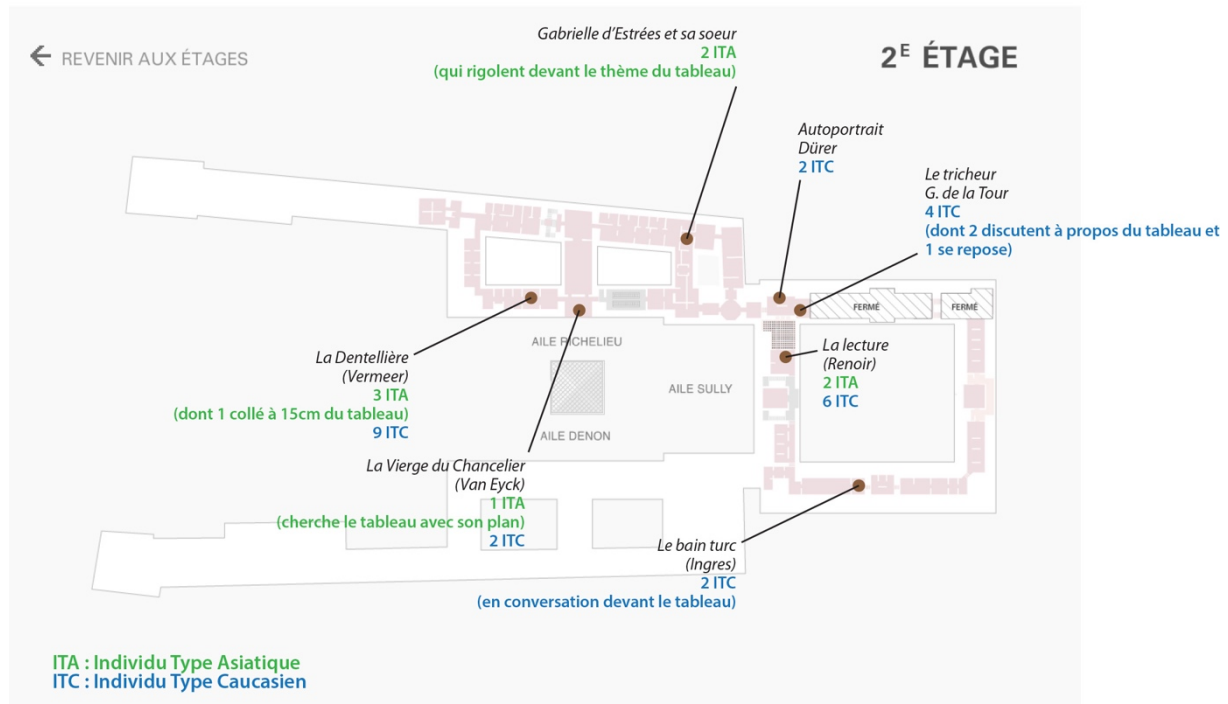 Gabrielle d'Estrées et sa soeur
2 ITA
(qui rigolent devant le thème du tableau)
← REVENIR AUX ÉTAGES
2E ÉTAGE
Autoportrait
Dürer
2 ITC
Le tricheur
G. de la Tour
4 ITC
(dont 2 discutent à propos du tableau et
1 se repose)
FERMÉ
FERMÉ
AILE RICHELIEU
AILE SULLY
AILE DENON
La Dentellière
(Vermeer)
3 ITA
(dont 1 collé à 15cm du tableau)
9 ITC
La lecture
(Renoir)
2 ITA
6 ITC
La Vierge du Chancelier
(Van Eyck)
1 ITA
(cherche le tableau avec son plan)
2 ITC
Le bain turc
(Ingres)
2 ITC
(en conversation devant le tableau)
ITA : Individu Type Asiatique
ITC : Individu Type Caucasien